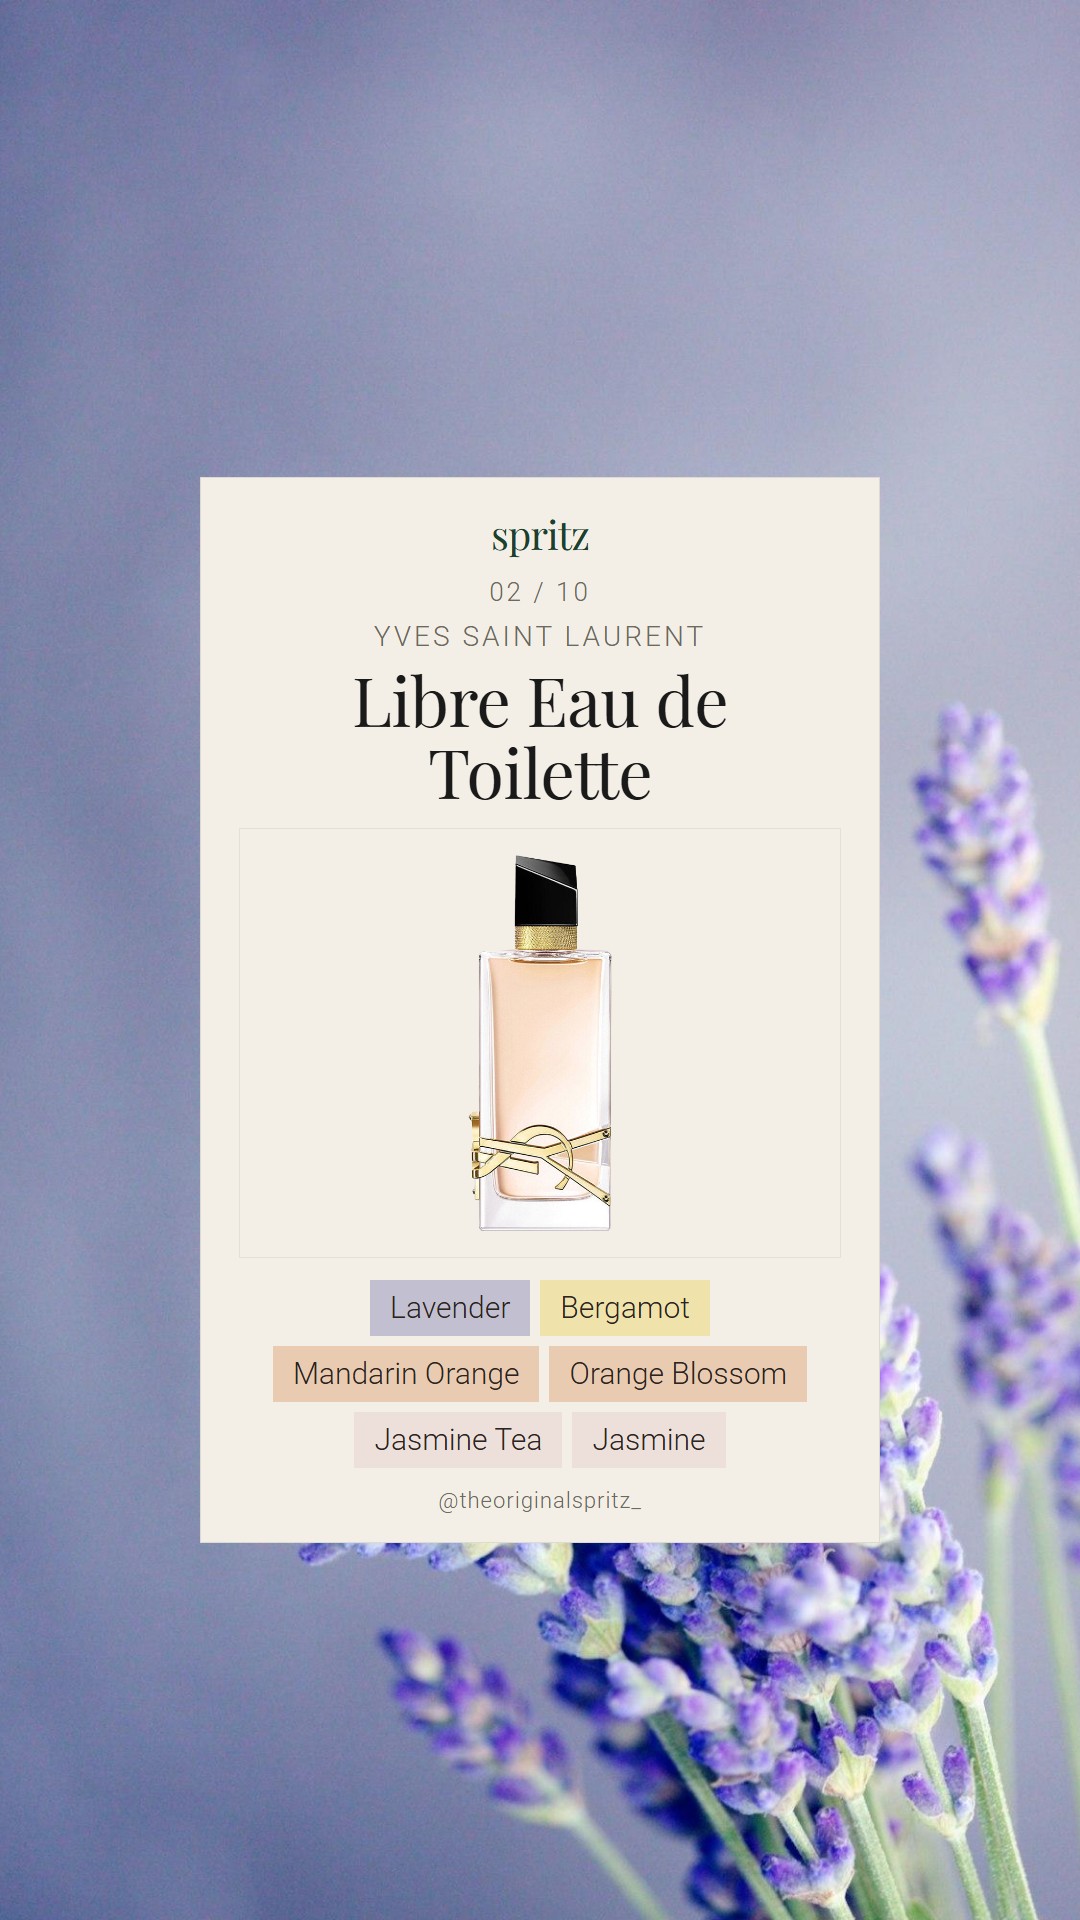 spritz
02 / 10
YVES SAINT LAURENT
Libre Eau de
Toilette
Lavender Bergamot
Mandarin Orange Orange Blossom
Jasmine Tea Jasmine
@theoriginalspritz_